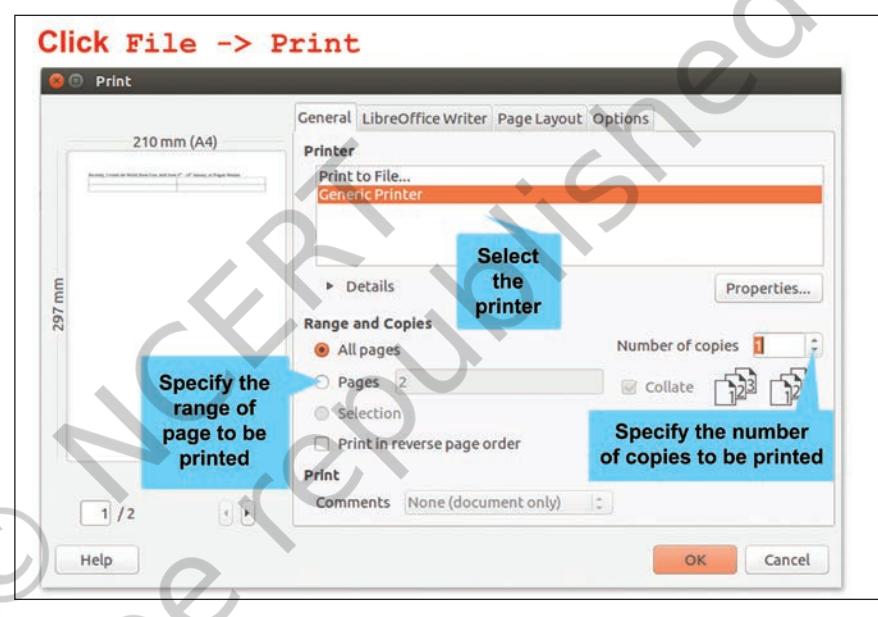 Click File -> Print
Print
General LibreOffice Writer Page Layout Options
210 mm (A4)
297 mm
1 / 2
Printer
Print to File...
Generic Printer
Select
the
printer
Details
Properties...
Range and Copies
All pages
Number of copies 1
Pages 2
Collate
Selection
Print in reverse page order
Specify the
range of
page to be
printed
Specify the number
of copies to be printed
Print
Comments None (document only)
Help
OK
Cancel
© NCERT
be republished